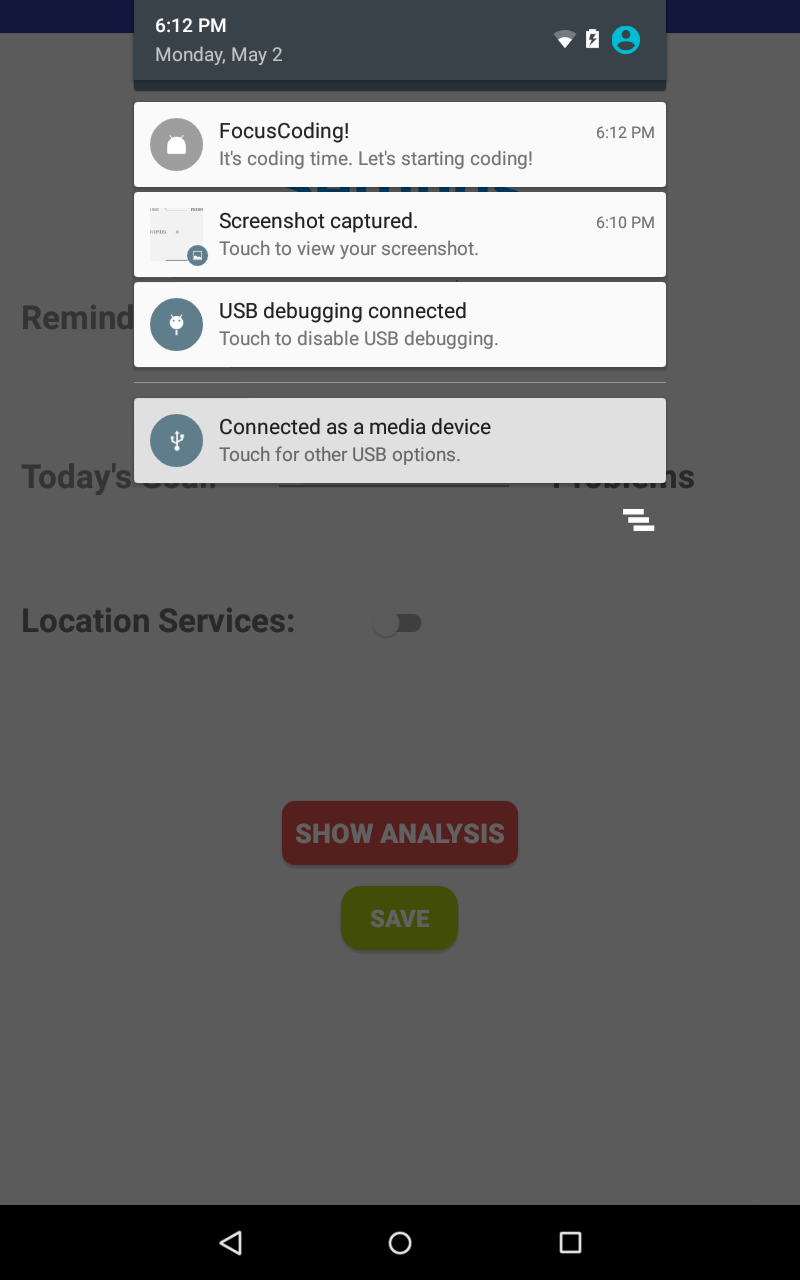 6:12 PM
Monday, May 2
FocusCoding!
6:12 PM
It's coding time. Let's starting coding!
Screenshot captured.
6:10 PM
Touch to view your screenshot.
Remind
USB debugging connected
Touch to disable USB debugging.
Connected as a media device
Touch for other USB options.
Today's Goal:
Problems
Location Services:
SHOW ANALYSIS
SAVE